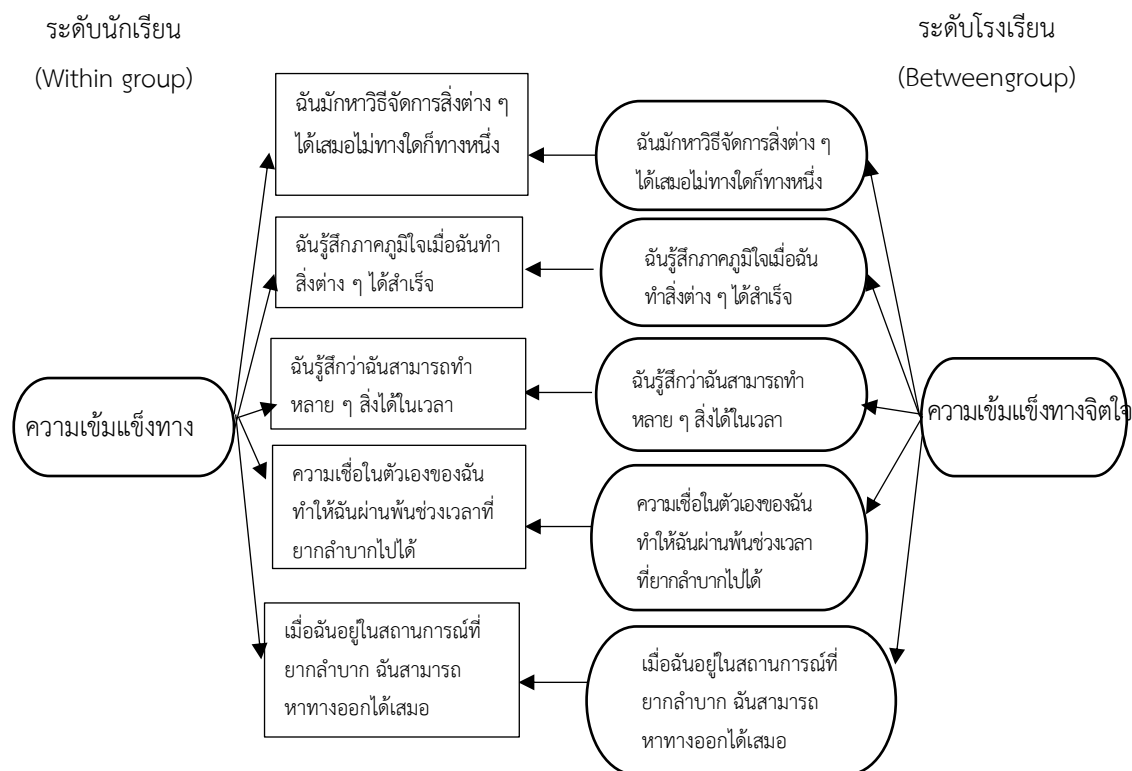 ระดับนักเรียน
(Within group)
ระดับโรงเรียน
(Betweengroup)
ฉันมักหาวิธีจัดการสิ่งต่าง ๆ
ได้เสมอไม่ทางใดก็ทางหนึ่ง
ฉันมักหาวิธีจัดการสิ่งต่าง ๆ
ได้เสมอไม่ทางใดก็ทางหนึ่ง
ฉันรู้สึกภาคภูมิใจเมื่อฉันทำ
สิ่งต่าง ๆ ได้สำเร็จ
ฉันรู้สึกภาคภูมิใจเมื่อฉัน
ทำสิ่งต่าง ๆ ได้สำเร็จ
ฉันรู้สึกว่าฉันสามารถทำ
หลาย ๆ สิ่งได้ในเวลา
ฉันรู้สึกว่าฉันสามารถทำ
หลาย ๆ สิ่งได้ในเวลา
ความเข้มแข็งทาง
ความเข้มแข็งทางจิตใจ
ความเชื่อในตัวเองของฉัน
ทำให้ฉันผ่านพ้นช่วงเวลาที่
ยากลำบากไปได้
ความเชื่อในตัวเองของฉัน
ทำให้ฉันผ่านพ้นช่วงเวลา
ที่ยากลำบากไปได้
เมื่อฉันอยู่ในสถานการณ์ที่
ยากลำบาก ฉันสามารถ
หาทางออกได้เสมอ
เมื่อฉันอยู่ในสถานการณ์ที่
ยากลำบาก ฉันสามารถ
หาทางออกได้เสมอ